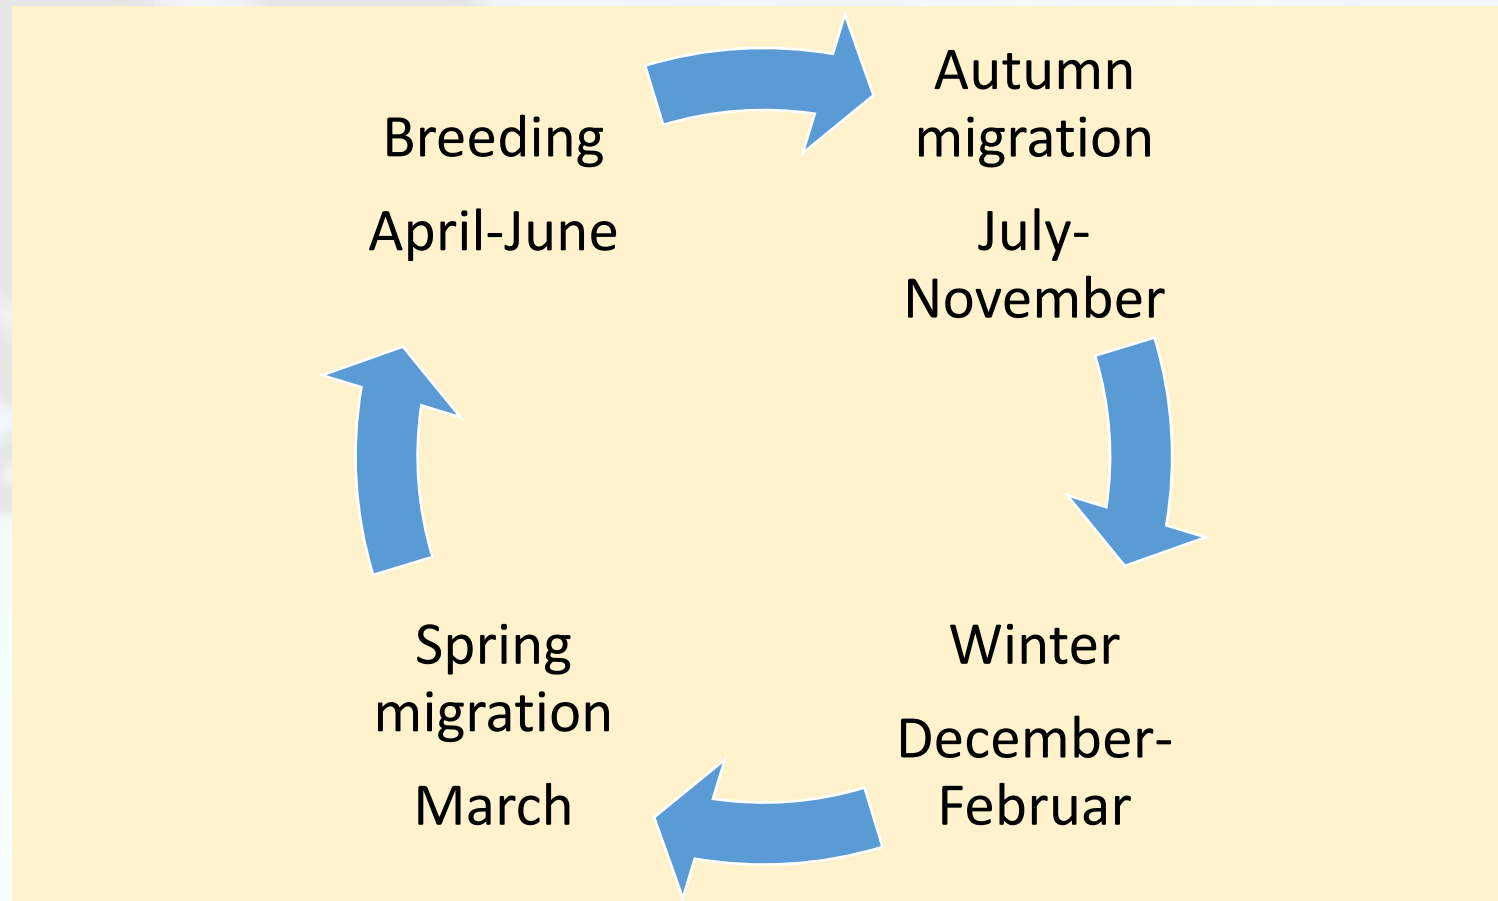 Breeding
April-June
Autumn
migration
July-
November
Winter
December-
Februar
Spring
migration
March